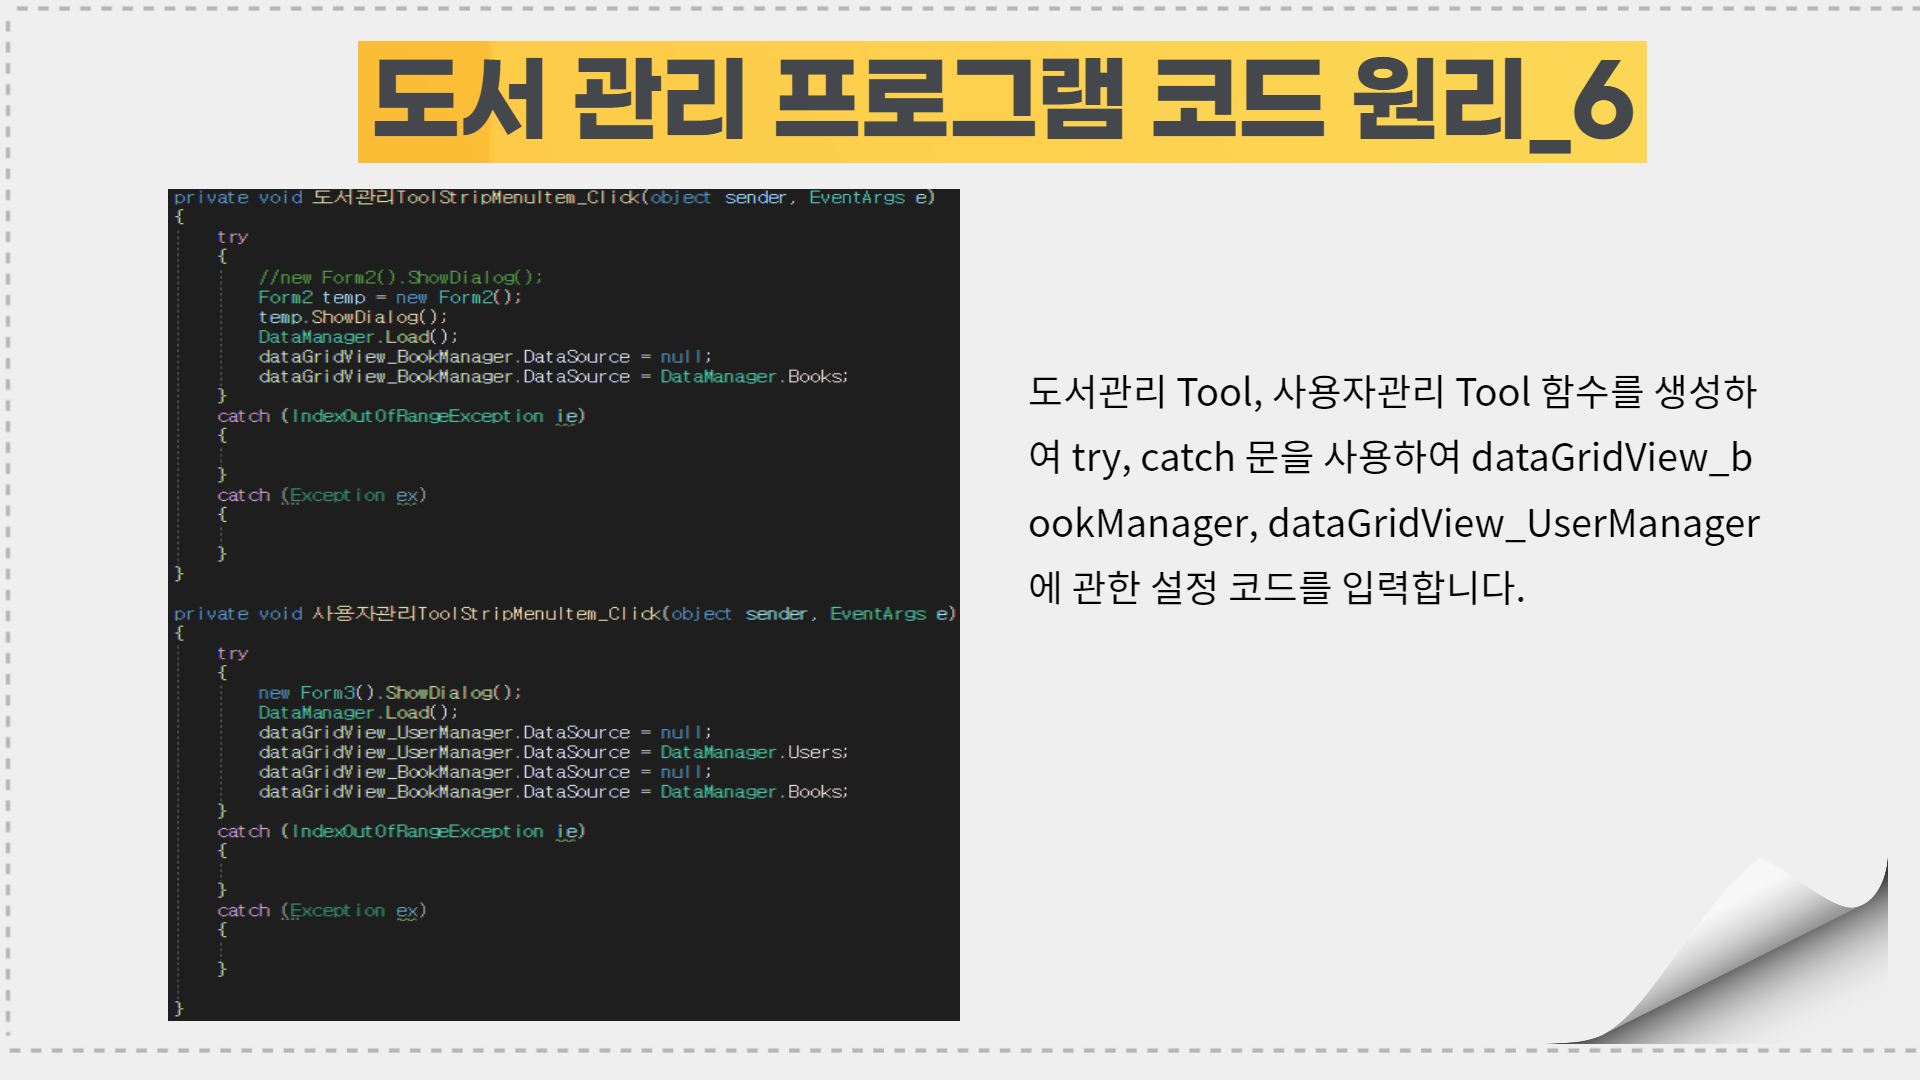 도서 관리 프로그램 코드 원리_6
private void 도서관리ToolStripMenuItem_Click(object sender, EventArgs e)
{
try
{
//new Form2().ShowDialog();
Form2 temp = new Form2();
temp.ShowDialog();
DataManager.Load();
dataGridView_BookManager.DataSource = null;
dataGridView_BookManager.DataSource = DataManager.Books;
}
catch (IndexOutOfRangeException ie)
{
}
catch (Exception ex)
{
}
}
private void 사용자관리ToolStripMenuItem_Click(object sender, EventArgs e)
{
try
{
new Form3().ShowDialog();
DataManager.Load();
dataGridView_UserManager.DataSource = null;
dataGridView_UserManager.DataSource = DataManager.Users;
dataGridView_BookManager.DataSource = null;
dataGridView_BookManager.DataSource = DataManager.Books;
}
catch (IndexOutOfRangeException ie)
{
}
catch (Exception ex)
{
}
}
도서관리 Tool, 사용자관리 Tool 함수를 생성하
여 try, catch 문을 사용하여 dataGridView_b
ookManager, dataGridView_UserManager
에 관한 설정 코드를 입력합니다.